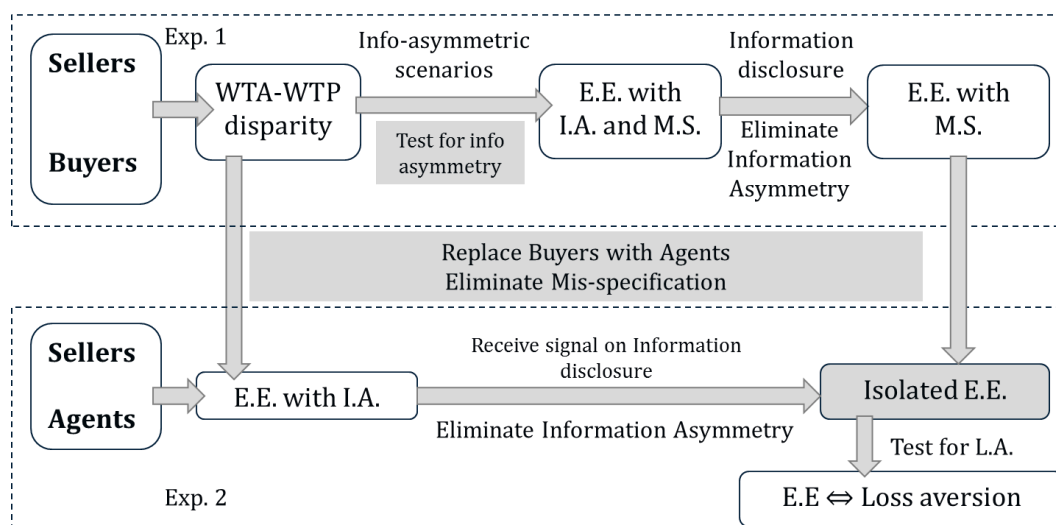 Exp. 1
Sellers
Buyers
WTA-WTP
disparity
Info-asymmetric
scenarios
Test for info
asymmetry
E.E. with
I.A. and M.S.
Information
disclosure
Eliminate
Information
Asymmetry
E.E. with
M.S.
Replace Buyers with Agents
Eliminate Mis-specification
Sellers
Agents
E.E. with I.A.
Receive signal on Information
disclosure
Eliminate Information Asymmetry
Isolated E.E.
Test for L.A.
E.E ⇔ Loss aversion
Exp. 2